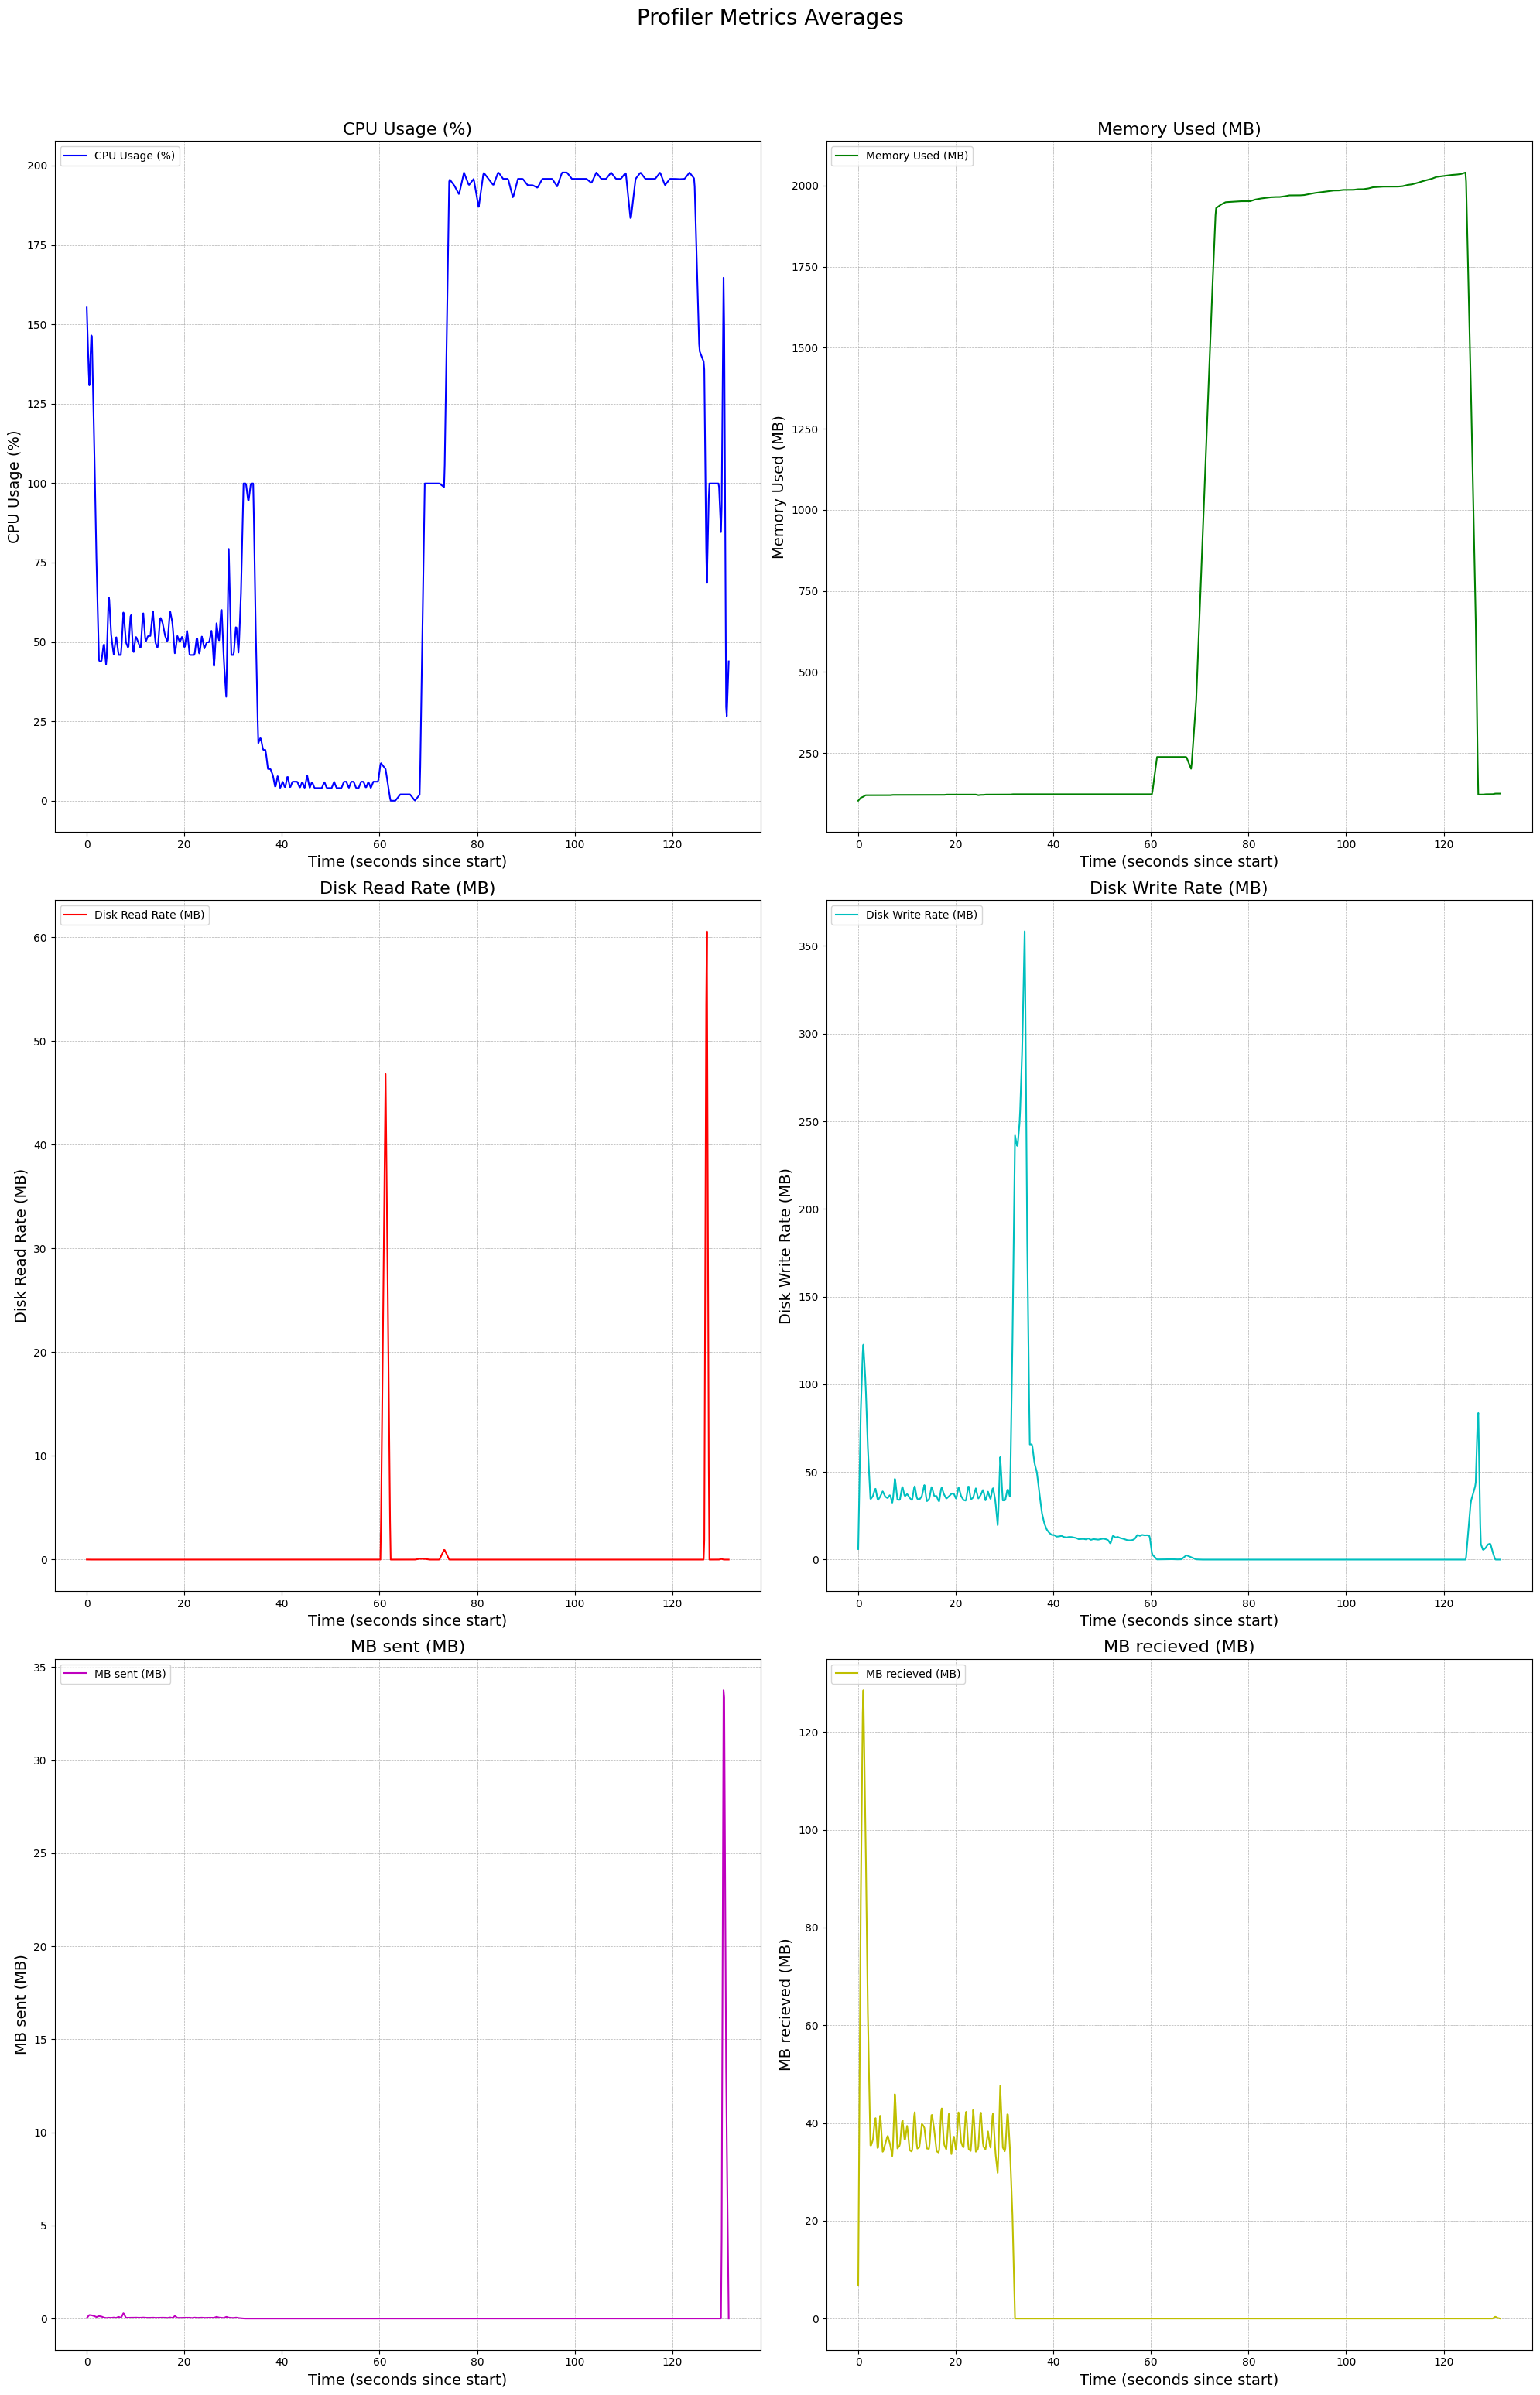 Profiler Metrics Averages
CPU Usage (%)
CPU Usage (%)
CPU Usage (%)
200
175
150
125
100
75
50
25
0
0 20 40 60 80 100 120
Time (seconds since start)
Memory Used (MB)
Memory Used (MB)
Memory Used (MB)
2000
1750
1500
1250
1000
750
500
250
0 20 40 60 80 100 120
Time (seconds since start)
Disk Read Rate (MB)
Disk Read Rate (MB)
Disk Read Rate (MB)
60
50
40
30
20
10
0
0 20 40 60 80 100 120
Time (seconds since start)
Disk Write Rate (MB)
Disk Write Rate (MB)
Disk Write Rate (MB)
350
300
250
200
150
100
50
0
0 20 40 60 80 100 120
Time (seconds since start)
MB sent (MB)
MB sent (MB)
MB sent (MB)
35
30
25
20
15
10
5
0
0 20 40 60 80 100 120
Time (seconds since start)
MB recieved (MB)
MB recieved (MB)
MB recieved (MB)
120
100
80
60
40
20
0
0 20 40 60 80 100 120
Time (seconds since start)